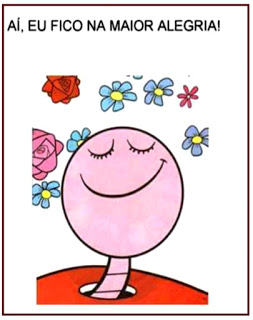 AÍ, EU FICO NA MAIOR ALEGRIA!